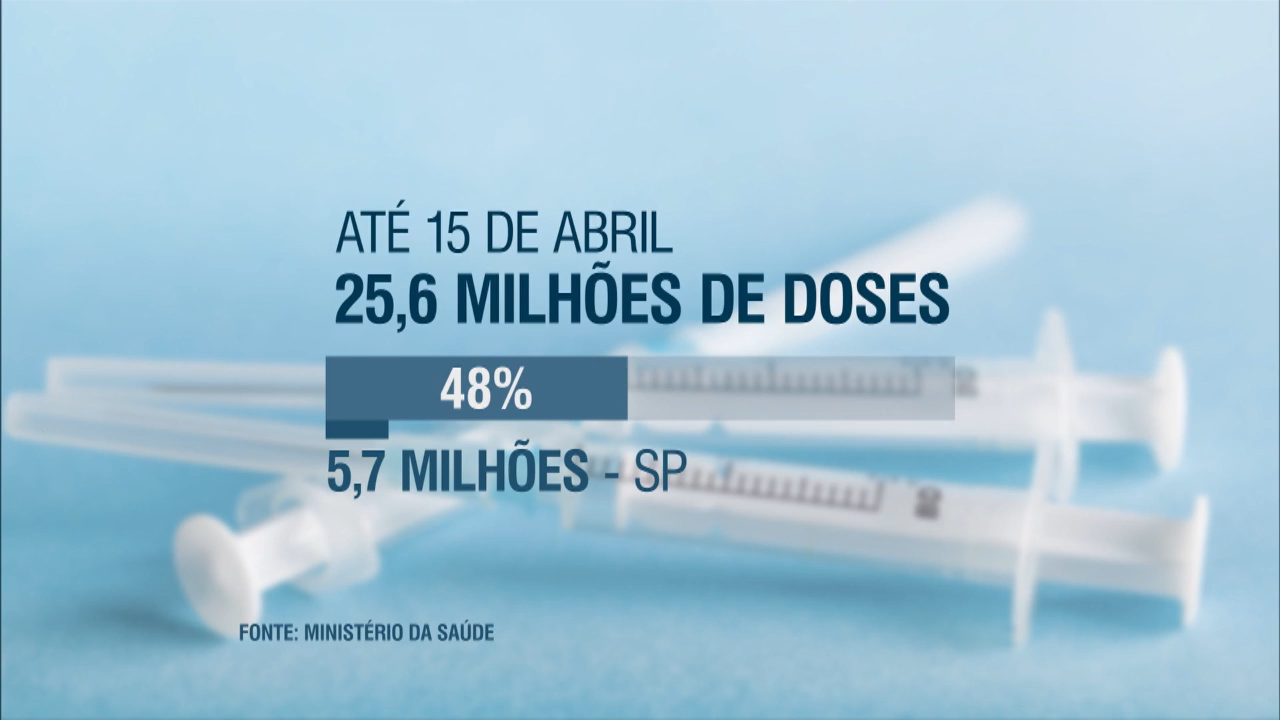 ATÉ 15 DE ABRIL
25,6 MILHÕES DE DOSES
48%
5,7 MILHÕES - SP
FONTE: MINISTÉRIO DA SAÚDE